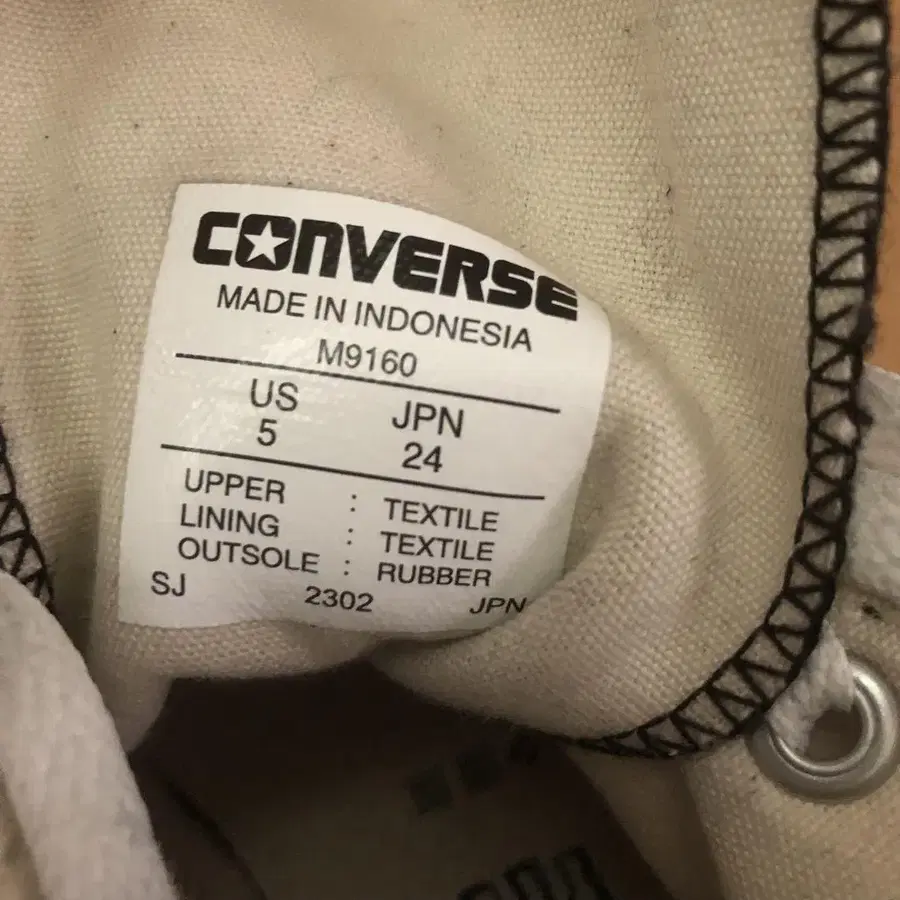 CONVERSE
MADE IN INDONESIA
M9160
US JPN
5 24
UPPER : TEXTILE
LINING : TEXTILE
OUTSOLE : RUBBER
SJ 2302 JPN